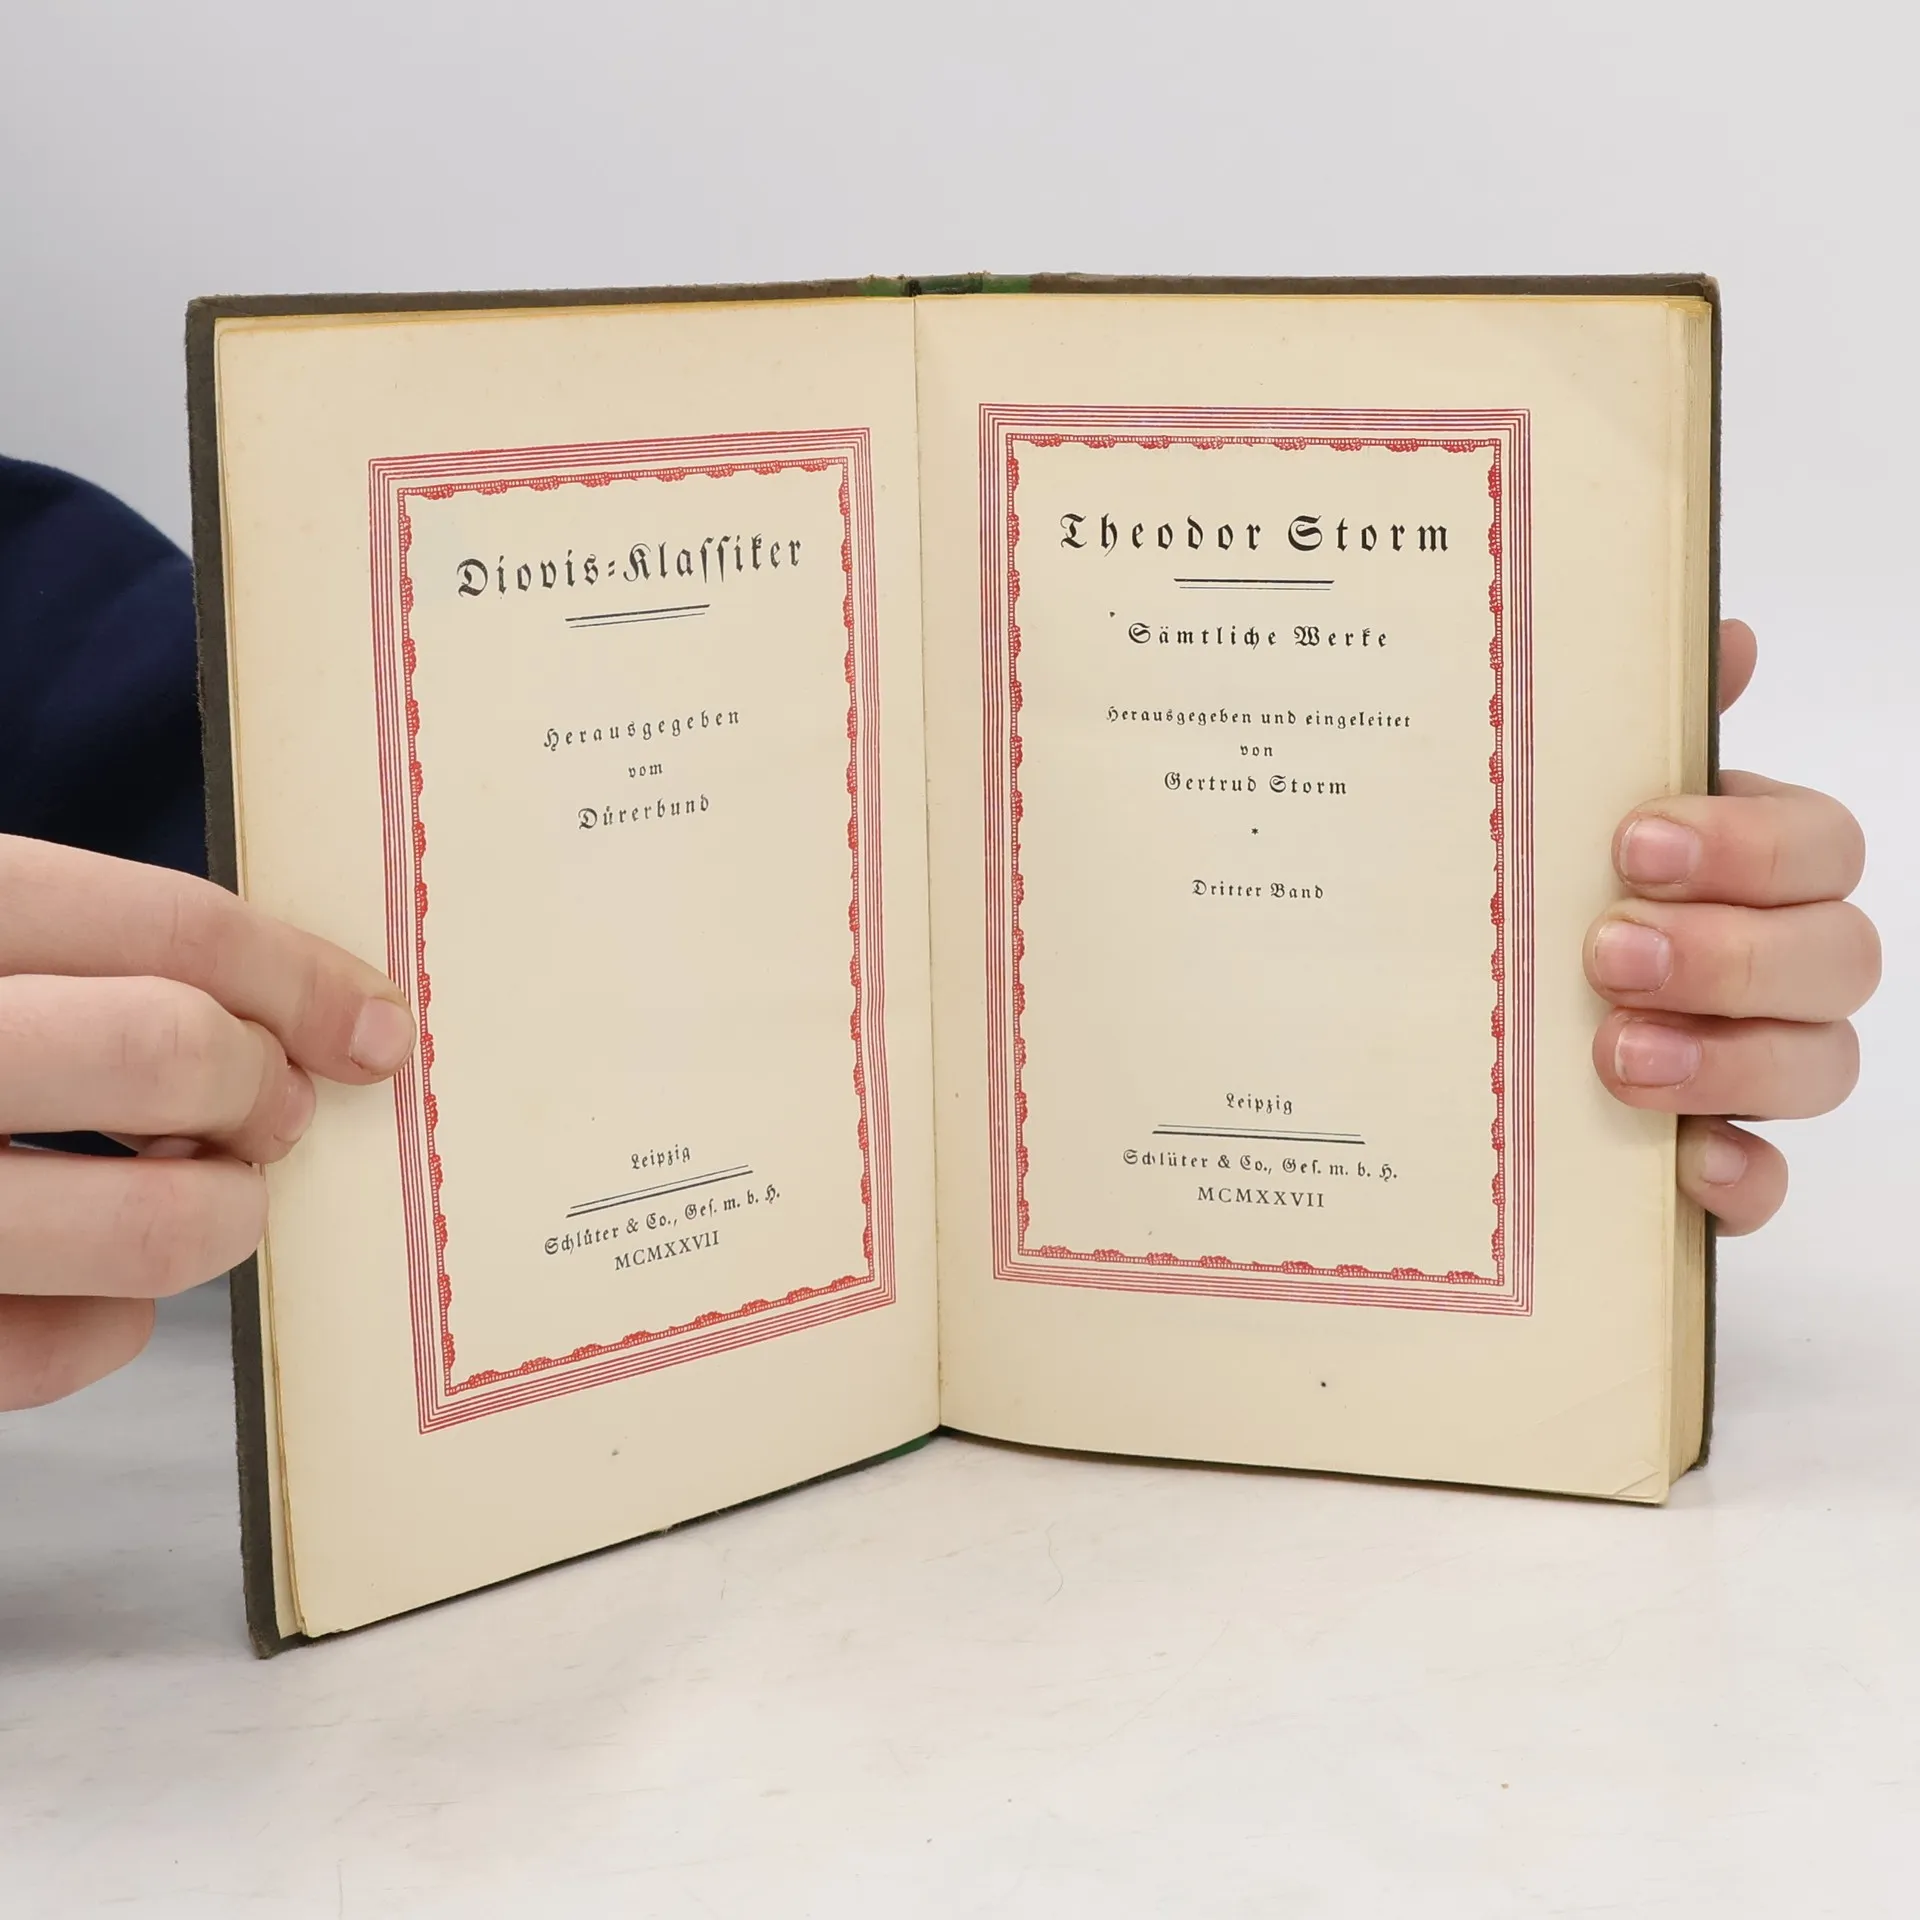 Diovis-Klassiker
Herausgegeben
vom
Dürerbund
Leipzig
Schlüter & Co., Ges. m. b. H.
MCMXXVII
Theodor Storm
Sämtliche Werke
Herausgegeben und eingeleitet
von
Gertrud Storm
*
Dritter Band
Leipzig
Schlüter & Co., Ges. m. b. H.
MCMXXVII